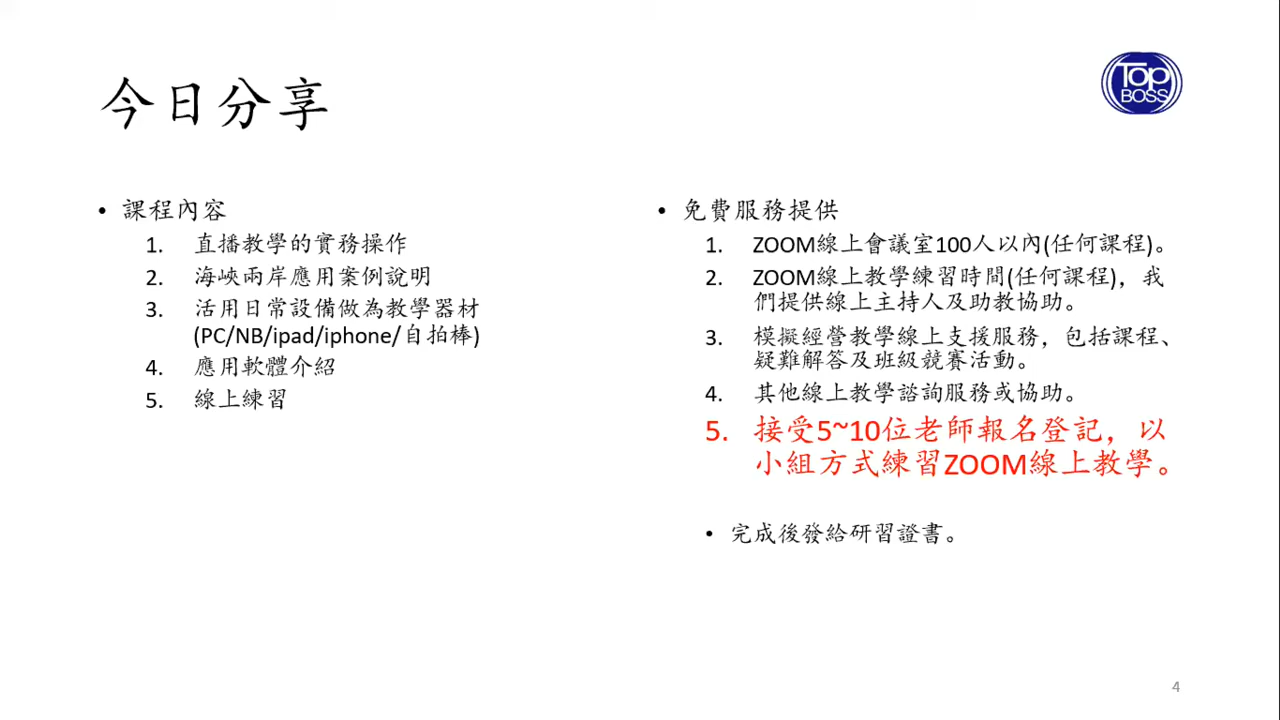 今日分享
Top
BOSS
• 課程內容
1. 直播教學的實務操作
2. 海峽兩岸應用案例說明
3. 活用日常設備做為教學器材
(PC/NB/ipad/iphone/自拍棒)
4. 應用軟體介紹
5. 線上練習
• 免費服務提供
1. ZOOM線上會議室100人以內(任何課程)。
2. ZOOM線上教學練習時間(任何課程)，我
們提供線上主持人及助教協助。
3. 模擬經營教學線上支援服務，包括課程、
疑難解答及班級競賽活動。
4. 其他線上教學諮詢服務或協助。
5. 接受5~10位老師報名登記，以
小組方式練習ZOOM線上教學。
• 完成後發給研習證書。
4